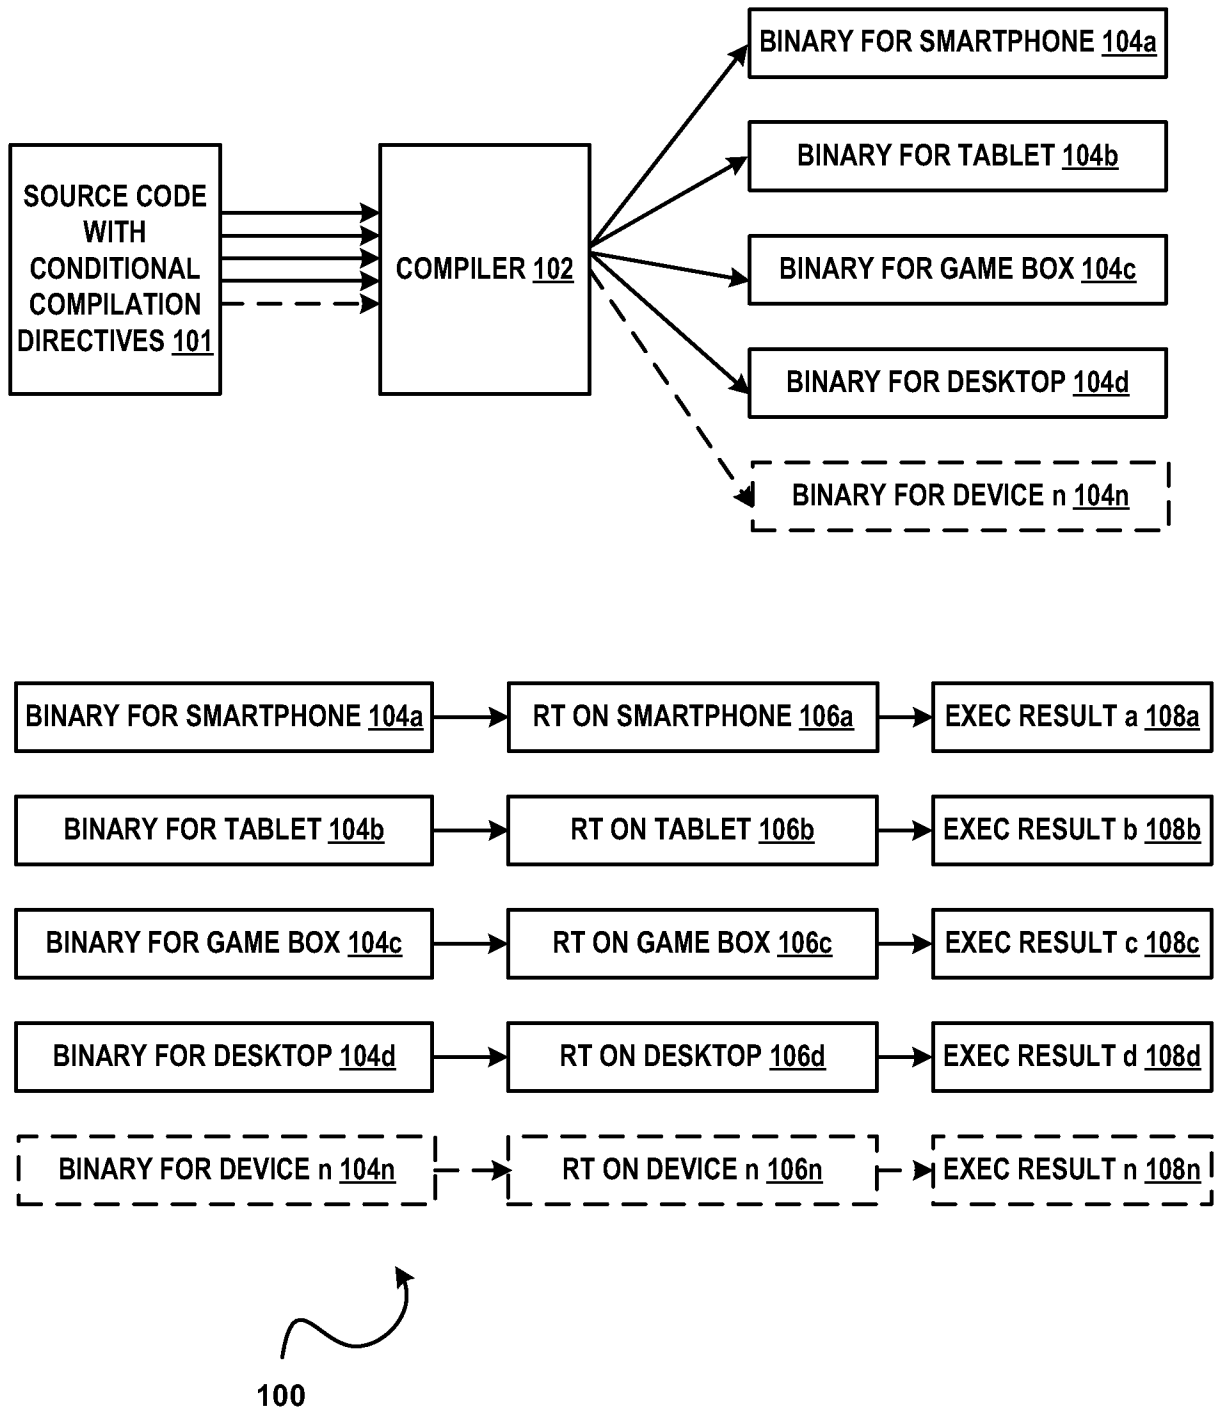 BINARY FOR SMARTPHONE 104a
BINARY FOR TABLET 104b
SOURCE CODE
WITH
CONDITIONAL
COMPILATION
DIRECTIVES 101
COMPILER 102
BINARY FOR GAME BOX 104c
BINARY FOR DESKTOP 104d
BINARY FOR DEVICE n 104n
BINARY FOR SMARTPHONE 104a
RT ON SMARTPHONE 106a
EXEC RESULT a 108a
BINARY FOR TABLET 104b
RT ON TABLET 106b
EXEC RESULT b 108b
BINARY FOR GAME BOX 104c
RT ON GAME BOX 106c
EXEC RESULT c 108c
BINARY FOR DESKTOP 104d
RT ON DESKTOP 106d
EXEC RESULT d 108d
BINARY FOR DEVICE n 104n
RT ON DEVICE n 106n
EXEC RESULT n 108n
100